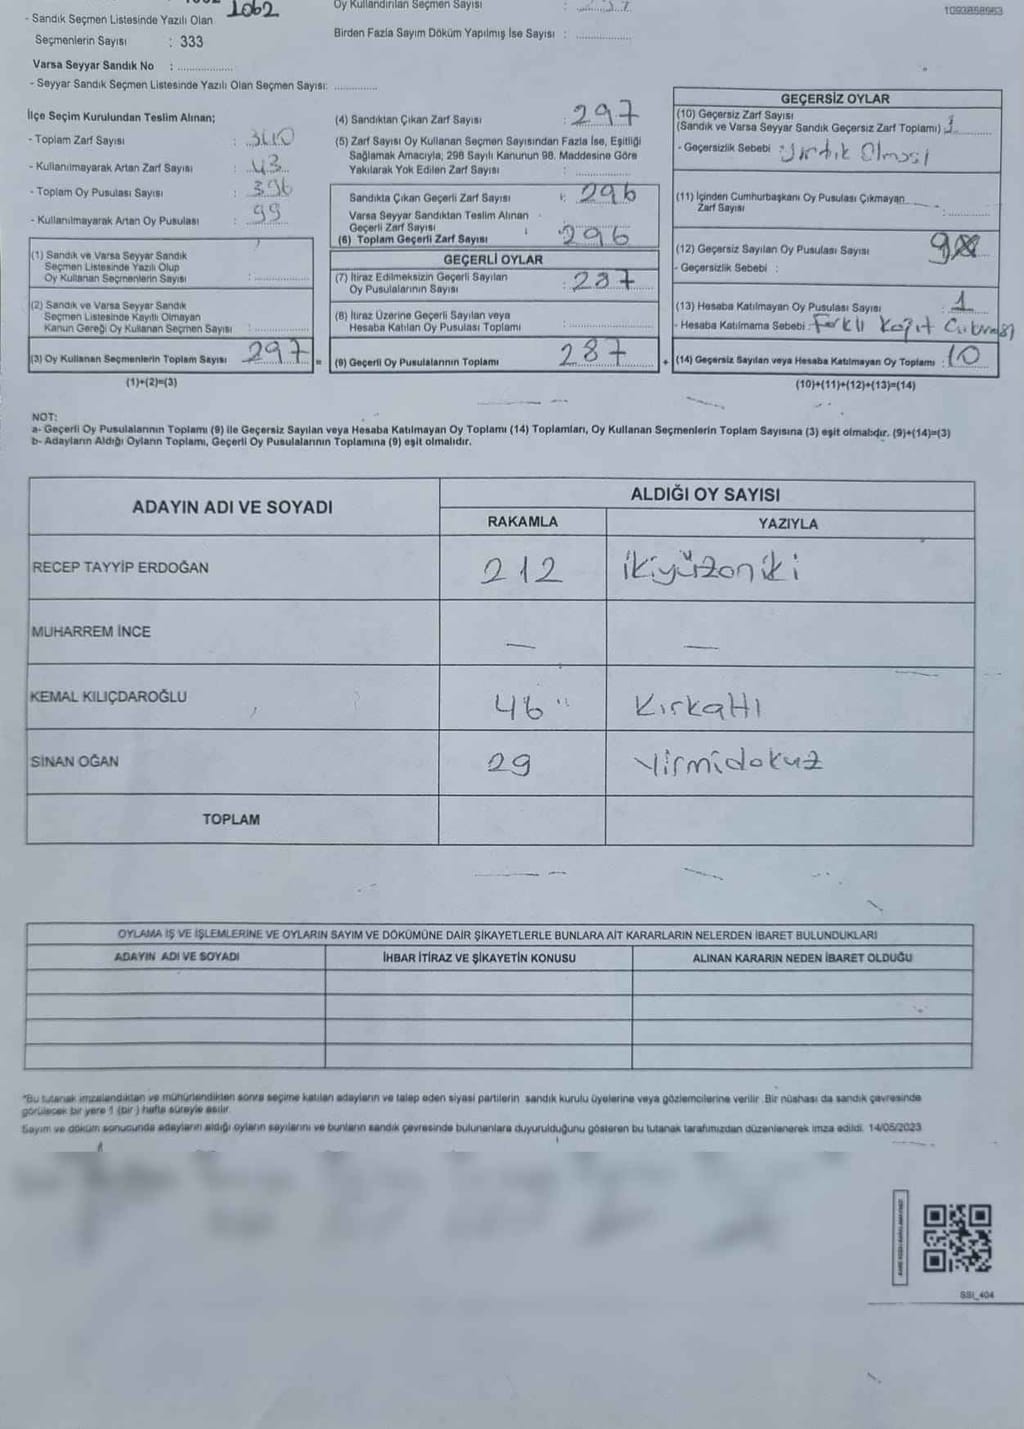 1062
- Sandık Seçmen Listesinde Yazılı Olan
Seçmenlerin Sayısı : 333
Varsa Seyyar Sandık No :
- Seyyar Sandık Seçmen Listesinde Yazılı Olan Seçmen Sayısı:
Oy Kullandırılan Seçmen Sayısı :
Birden Fazla Sayım Döküm Yapılmış İse Sayısı :
İlçe Seçim Kurulundan Teslim Alınan;
- Toplam Zarf Sayısı : 340
- Kullanılmayarak Artan Zarf Sayısı : 43
- Toplam Oy Pusulası Sayısı : 396
- Kullanılmayarak Artan Oy Pusulası : 99
(1) Sandık ve Varsa Seyyar Sandık
Seçmen Listesinde Yazılı Olup
Oy Kullanan Seçmenlerin Sayısı :
(2) Sandık ve Varsa Seyyar Sandık
Seçmen Listesinde Kayıtlı Olmayan
Kanun Gereği Oy Kullanan Seçmen Sayısı :
(3) Oy Kullanan Seçmenlerin Toplam Sayısı : 297 =
(1)+(2)=(3)
(4) Sandıktan Çıkan Zarf Sayısı : 297
(5) Zarf Sayısı Oy Kullanan Seçmen Sayısından Fazla İse, Eşitliği
Sağlamak Amacıyla; 298 Sayılı Kanunun 98. Maddesine Göre
Yakılarak Yok Edilen Zarf Sayısı :
Sandıkta Çıkan Geçerli Zarf Sayısı : 296
Varsa Seyyar Sandıktan Teslim Alınan
Geçerli Zarf Sayısı :
(6) Toplam Geçerli Zarf Sayısı : 296
GEÇERLİ OYLAR
(7) İtiraz Edilmeksizin Geçerli Sayılan
Oy Pusulalarının Sayısı : 287
(8) İtiraz Üzerine Geçerli Sayılan veya
Hesaba Katılan Oy Pusulası Toplamı :
(9) Geçerli Oy Pusulalarının Toplamı : 287 +
GEÇERSİZ OYLAR
(10) Geçersiz Zarf Sayısı
(Sandık ve Varsa Seyyar Sandık Geçersiz Zarf Toplamı) : 1
- Geçersizlik Sebebi : Yırtık Olması
(11) İçinden Cumhurbaşkanı Oy Pusulası Çıkmayan
Zarf Sayısı :
(12) Geçersiz Sayılan Oy Pusulası Sayısı
- Geçersizlik Sebebi :
(13) Hesaba Katılmayan Oy Pusulası Sayısı : 1
- Hesaba Katılmama Sebebi : Farklı Kağıt Çıkması
(14) Geçersiz Sayılan veya Hesaba Katılmayan Oy Toplamı : 10
(10)+(11)+(12)+(13)=(14)
NOT:
a- Geçerli Oy Pusulalarının Toplamı (9) ile Geçersiz Sayılan veya Hesaba Katılmayan Oy Toplamı (14) Toplamları, Oy Kullanan Seçmenlerin Toplam Sayısına (3) eşit olmalıdır. (9)+(14)=(3)
b- Adayların Aldığı Oyların Toplamı, Geçerli Oy Pusulalarının Toplamına (9) eşit olmalıdır.
ADAYIN ADI VE SOYADI
ALDIĞI OY SAYISI
RAKAMLA YAZIYLA
RECEP TAYYİP ERDOĞAN 212 ikiyüzoniki
MUHARREM İNCE — —
KEMAL KILIÇDAROĞLU 46 Kırkaltı
SİNAN OĞAN 29 Yirmidokuz
TOPLAM
OYLAMA İŞ VE İŞLEMLERİNE VE OYLARIN SAYIM VE DÖKÜMÜNE DAİR ŞİKAYETLERLE BUNLARA AİT KARARLARIN NELERDEN İBARET BULUNDUKLARI
ADAYIN ADI VE SOYADI İHBAR İTİRAZ VE ŞİKAYETİN KONUSU ALINAN KARARIN NEDEN İBARET OLDUĞU
*Bu tutanak imzalandıktan ve mühürlendikten sonra seçime katılan adayların ve talep eden siyasi partilerin sandık kurulu üyelerine veya gözlemcilerine verilir. Bir nüshası da sandık çevresinde
görülecek bir yere 1 (bir) hafta süreyle asılır.
Sayım ve döküm sonucunda adayların aldığı oyların sayılarını ve bunların sandık çevresinde bulunanlara duyurulduğunu gösteren bu tutanak tarafımızdan düzenlenerek imza edildi. 14/05/2023
SSI_404